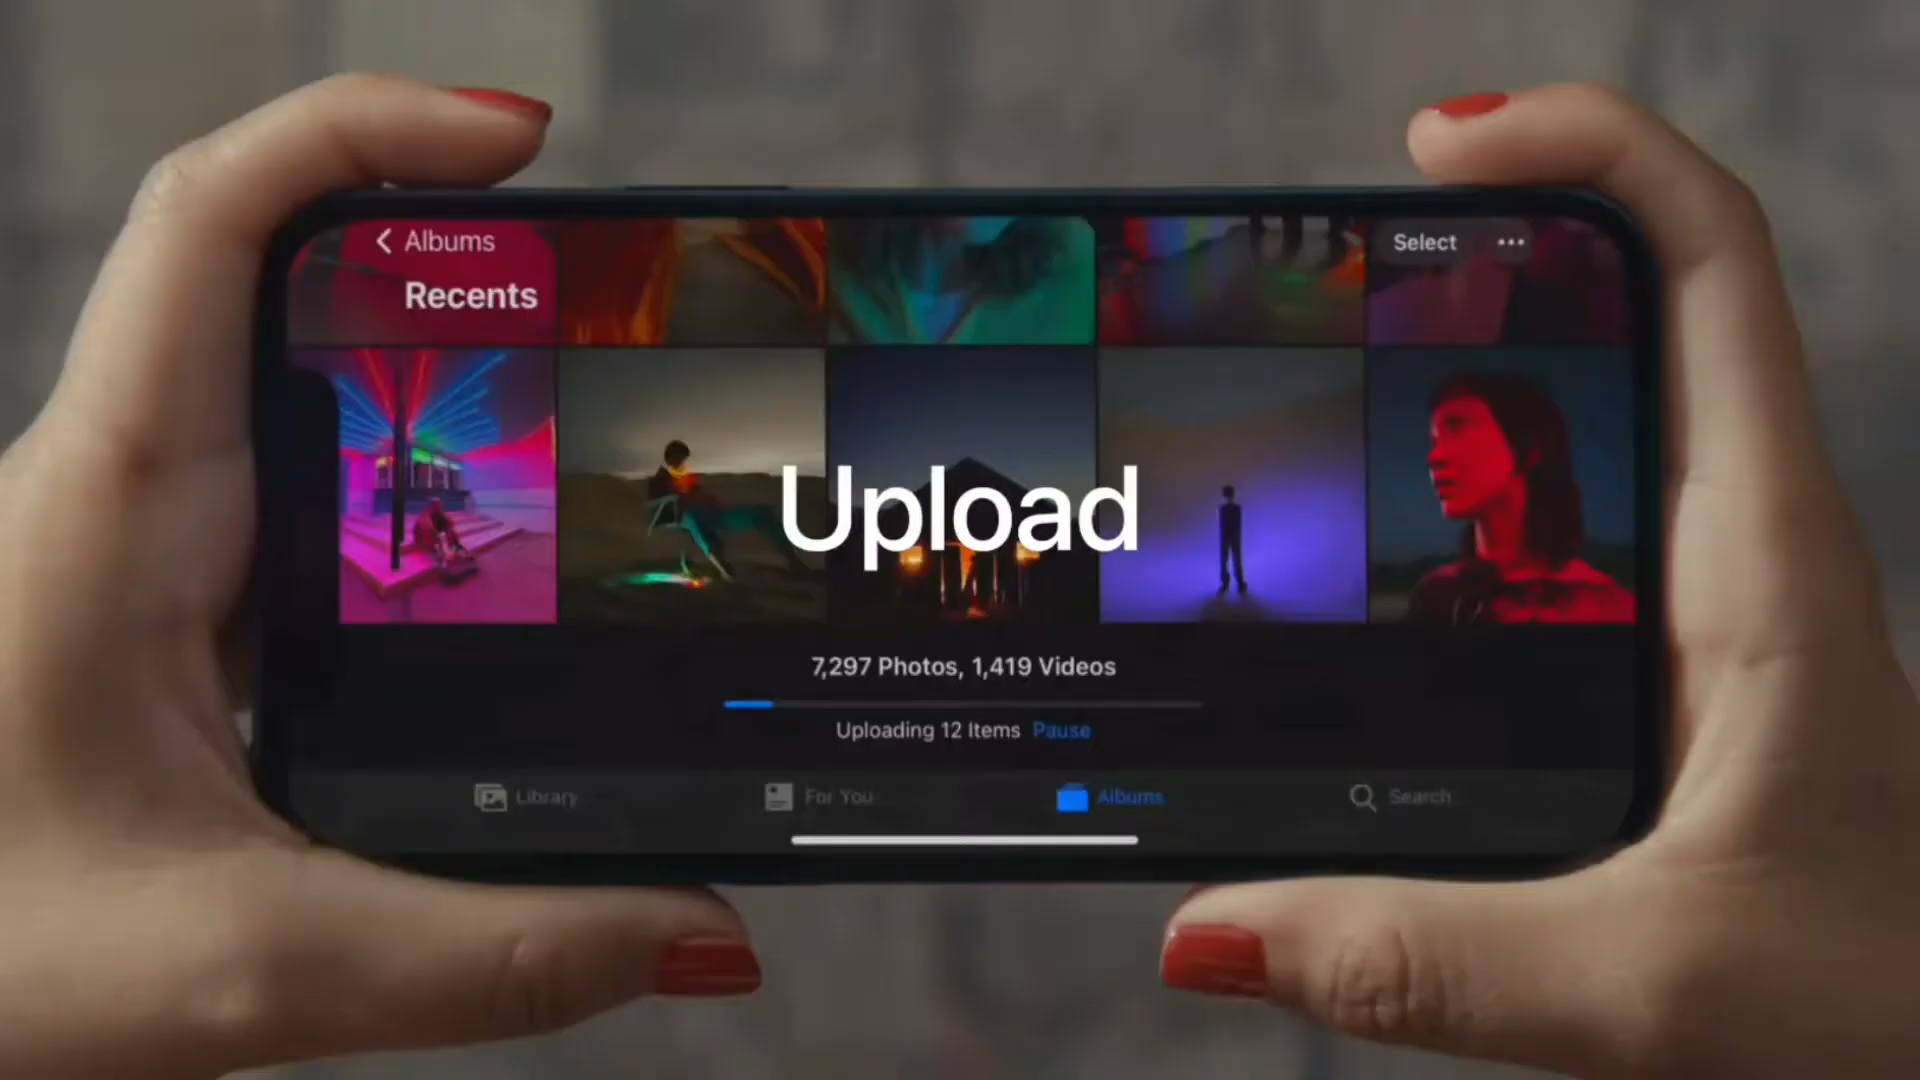 Albums
Select
Recents
Upload
7,297 Photos, 1,419 Videos
Uploading 12 Items Pause
Library
For You
Albums
Search